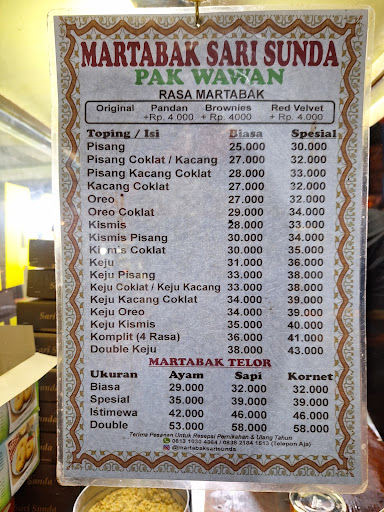 MARTABAK SARI SUNDA
PAK WAWAN
RASA MARTABAK
Original Pandan Brownies Red Velvet
+Rp. 4.000 +Rp. 4000 +Rp. 4.000
Toping / Isi Biasa Spesial
Pisang 25.000 30.000
Pisang Coklat / Kacang 27.000 32.000
Pisang Kacang Coklat 28.000 33.000
Kacang Coklat 27.000 32.000
Oreo 27.000 32.000
Oreo Coklat 29.000 34.000
Kismis 28.000 33.000
Kismis Pisang 30.000 34.000
Kismis Coklat 30.000 35.000
Keju 31.000 36.000
Keju Pisang 33.000 38.000
Keju Coklat / Keju Kacang 33.000 38.000
Keju Kacang Coklat 34.000 39.000
Keju Oreo 34.000 39.000
Keju Kismis 35.000 40.000
Komplit (4 Rasa) 36.000 41.000
Double Keju 38.000 43.000
MARTABAK TELOR
Ukuran Ayam Sapi Kornet
Biasa 29.000 32.000 32.000
Spesial 35.000 39.000 39.000
Istimewa 42.000 46.000 46.000
Double 53.000 58.000 58.000
Terima Pesanan Untuk Resepsi Pernikahan & Ulang Tahun
(Telepon Aja)
@martabaksarisunda